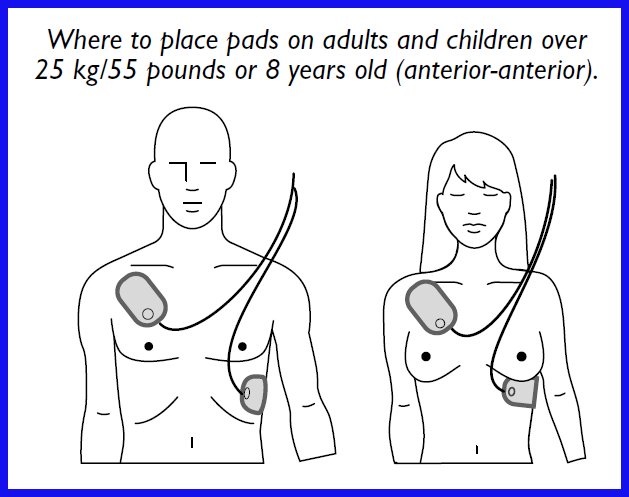 Where to place pads on adults and children over
25 kg/55 pounds or 8 years old (anterior-anterior).